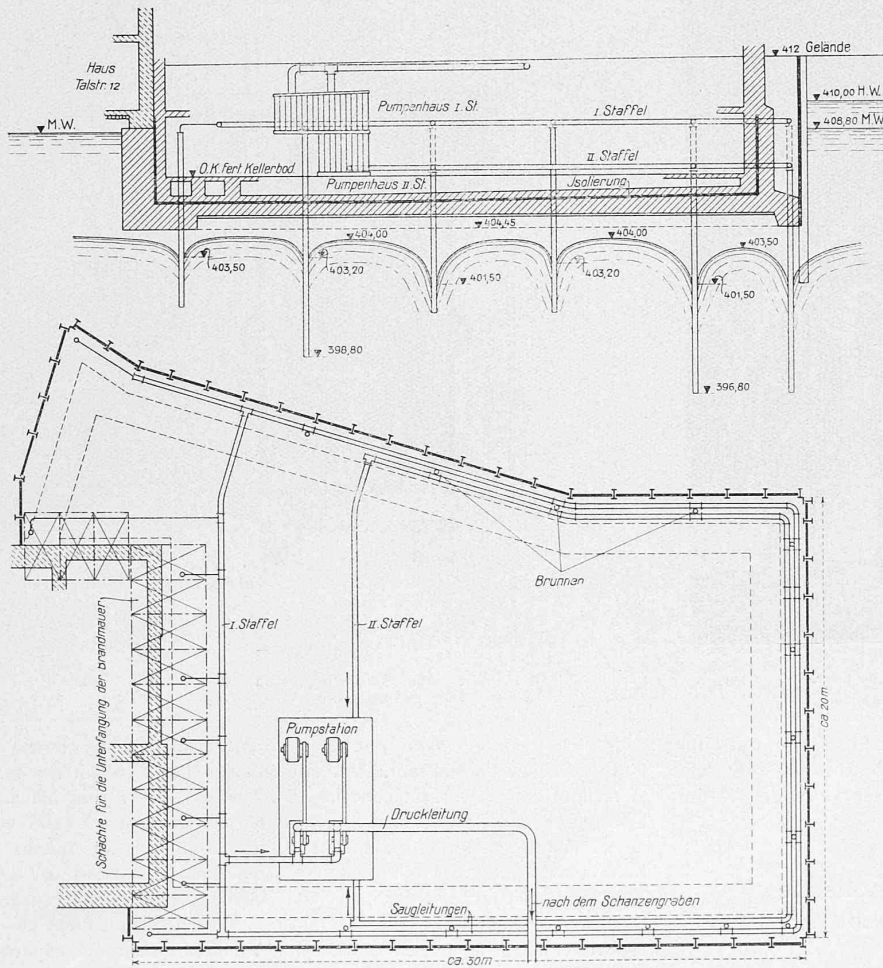 Haus
Talstr. 12
412 Gelände
410,00 H.W.
408,80 M.W.
M.W.
Pumpenhaus I. St.
I. Staffel
II. Staffel
O.K. fert Kellerbod.
Pumpenhaus II. St.
Isolierung
404,45
404,00
404,00
403,50
403,50
403,20
401,50
403,20
401,50
398,80
396,80
Brunnen
I. Staffel
II. Staffel
Schächte für die Unterfangung der brandmauer
Pumpstation
Druckleitung
Saugleitungen
nach dem Schanzengraben
ca. 20m
ca. 30m